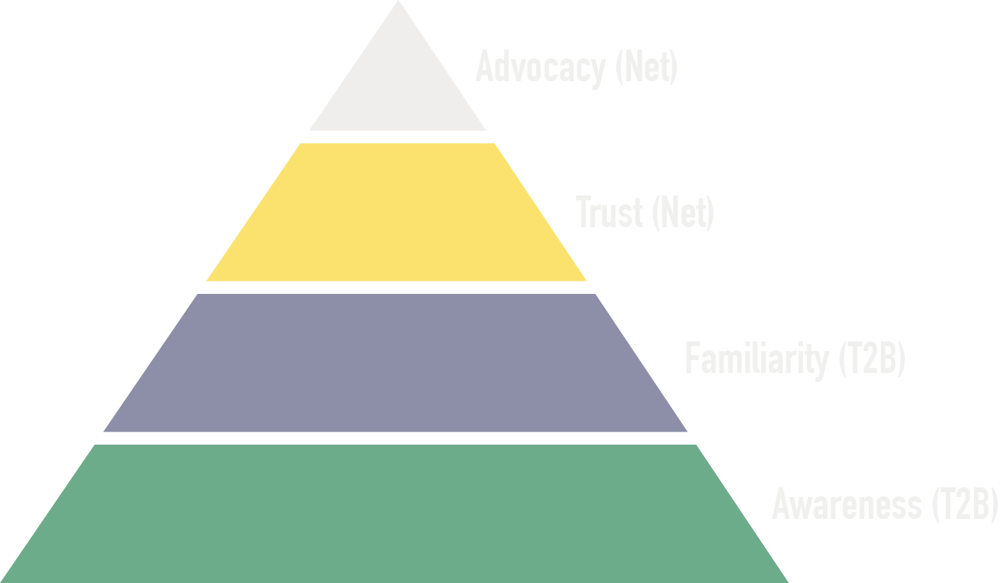 Advocacy (Net)
Trust (Net)
Familiarity (T2B)
Awareness (T2B)